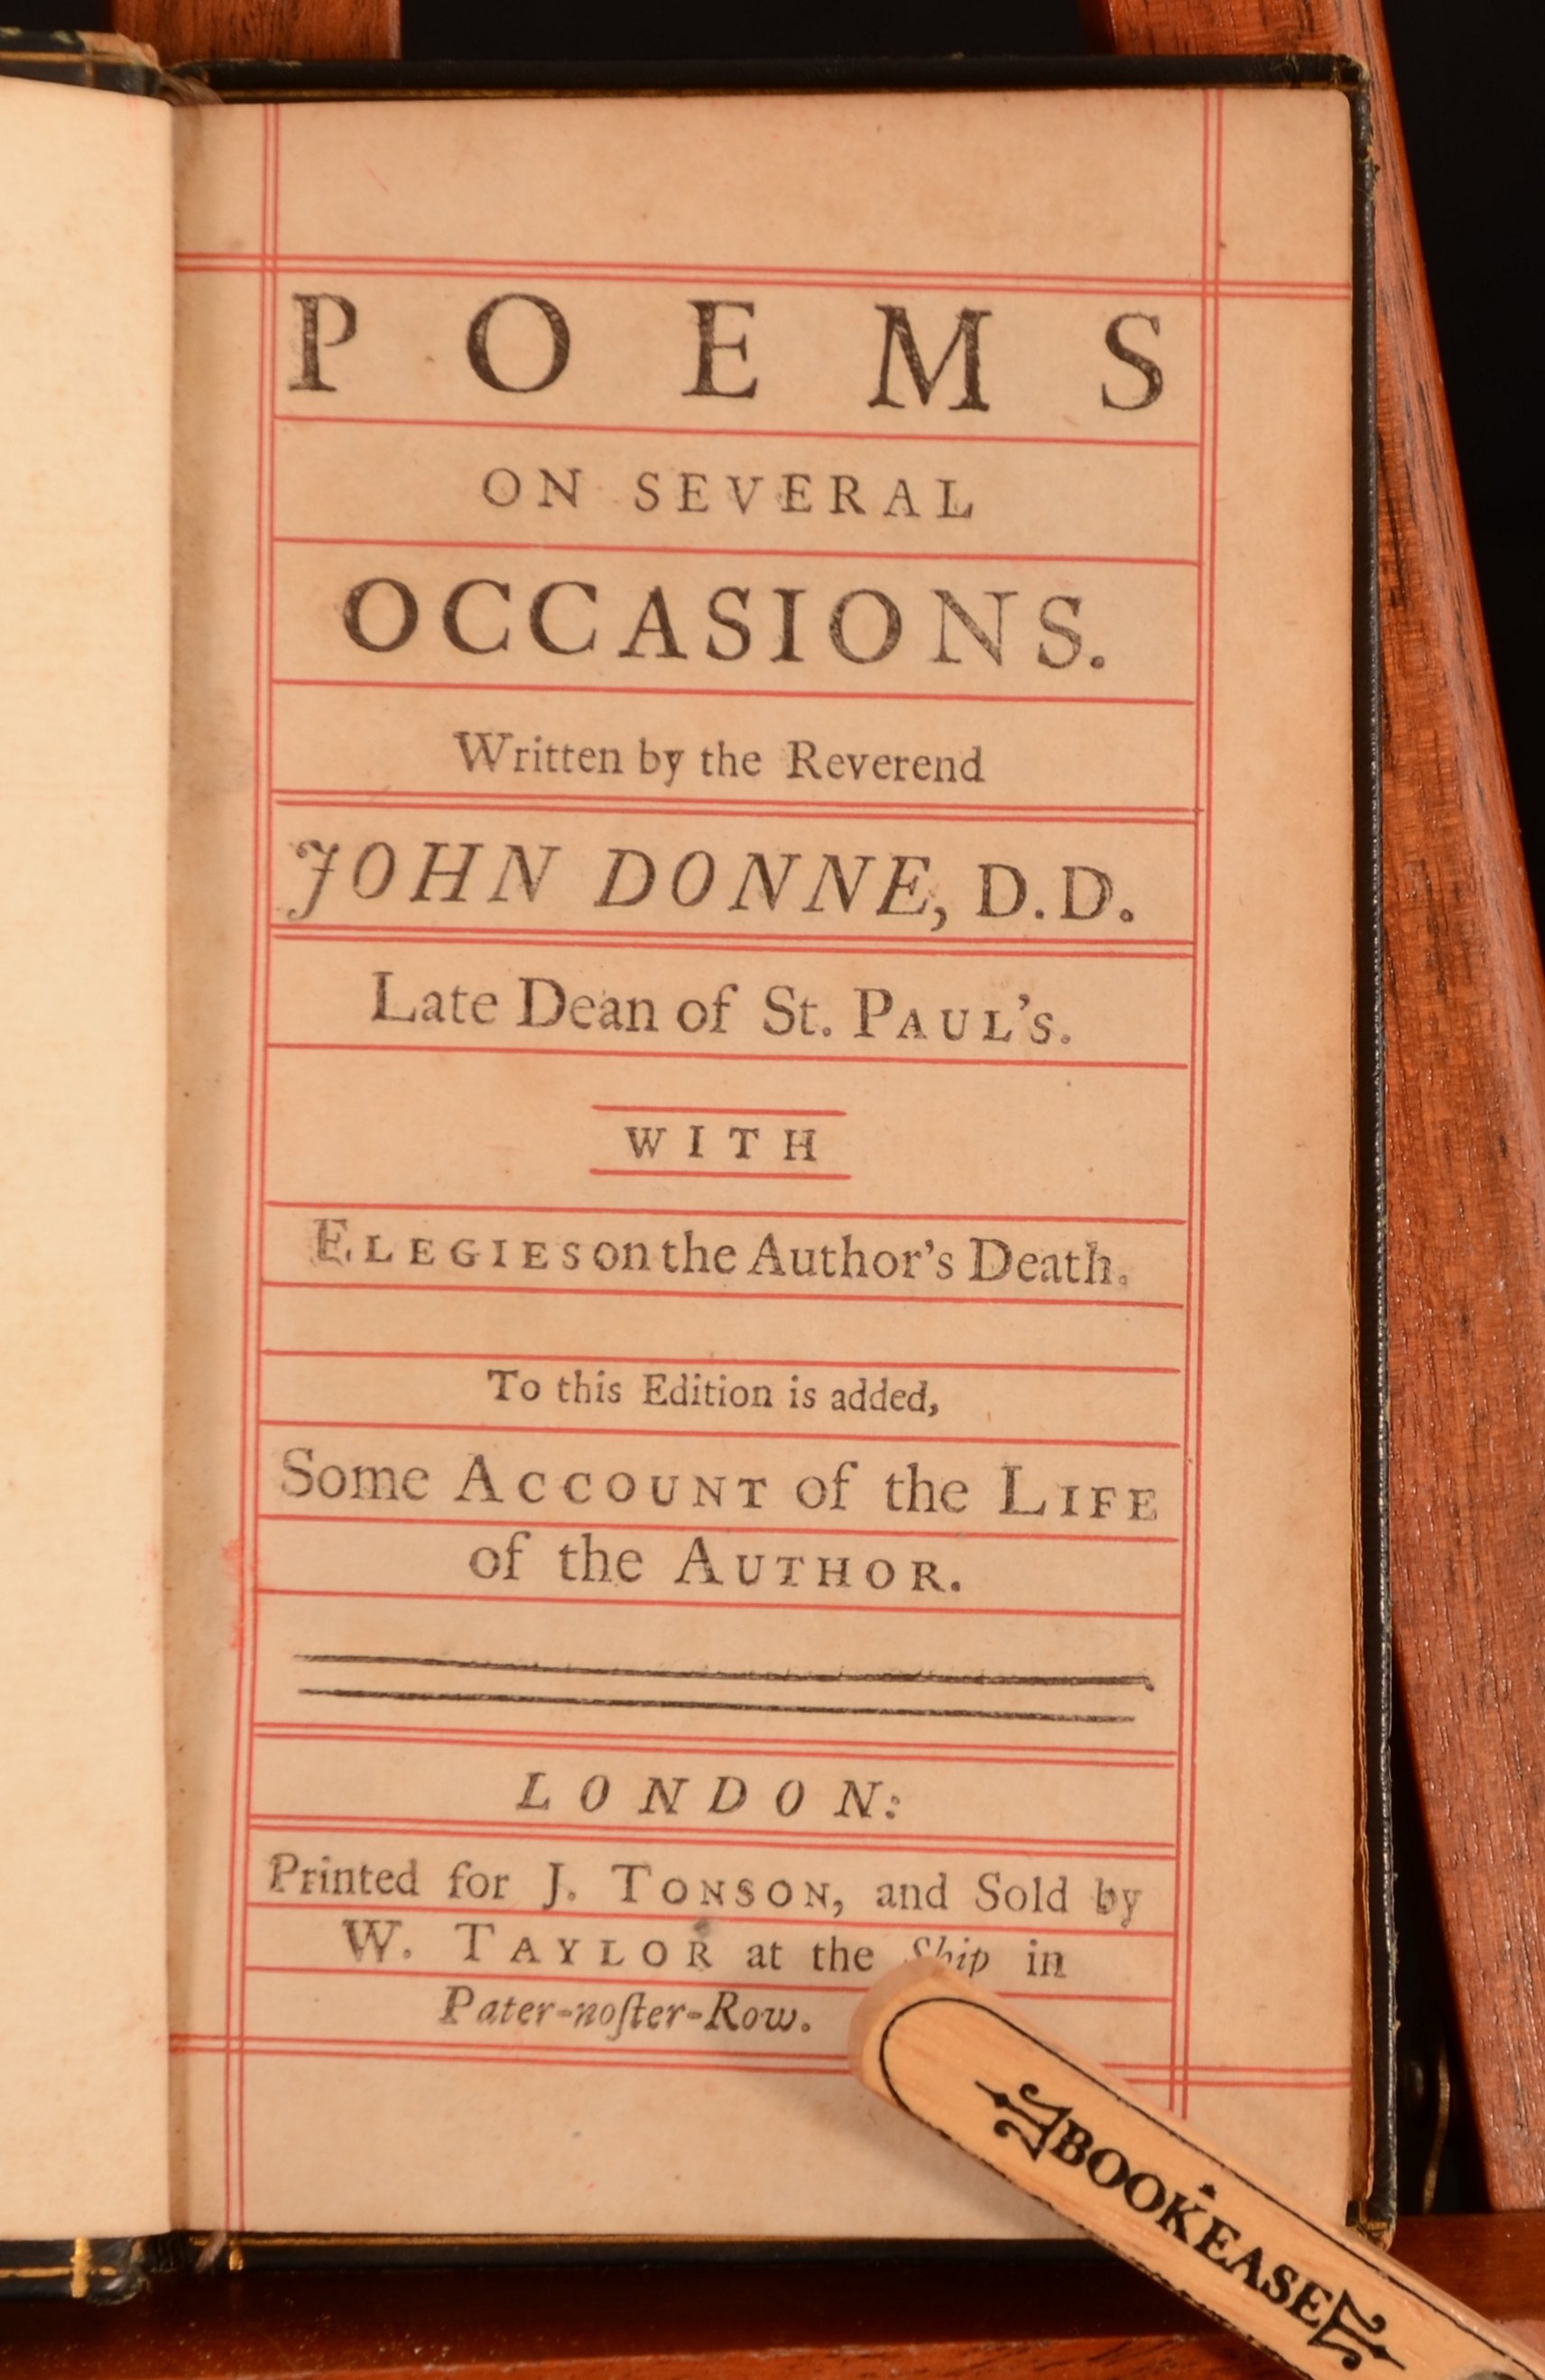 POEMS
ON SEVERAL
OCCASIONS.
Written by the Reverend
JOHN DONNE, D.D.
Late Dean of St. PAUL's.
WITH
ELEGIES on the Author's Death.
To this Edition is added,
Some ACCOUNT of the LIFE
of the AUTHOR.
LONDON:
Printed for J. TONSON, and Sold by
W. TAYLOR at the Ship in
Pater-noſter-Row.
BOOKEASE